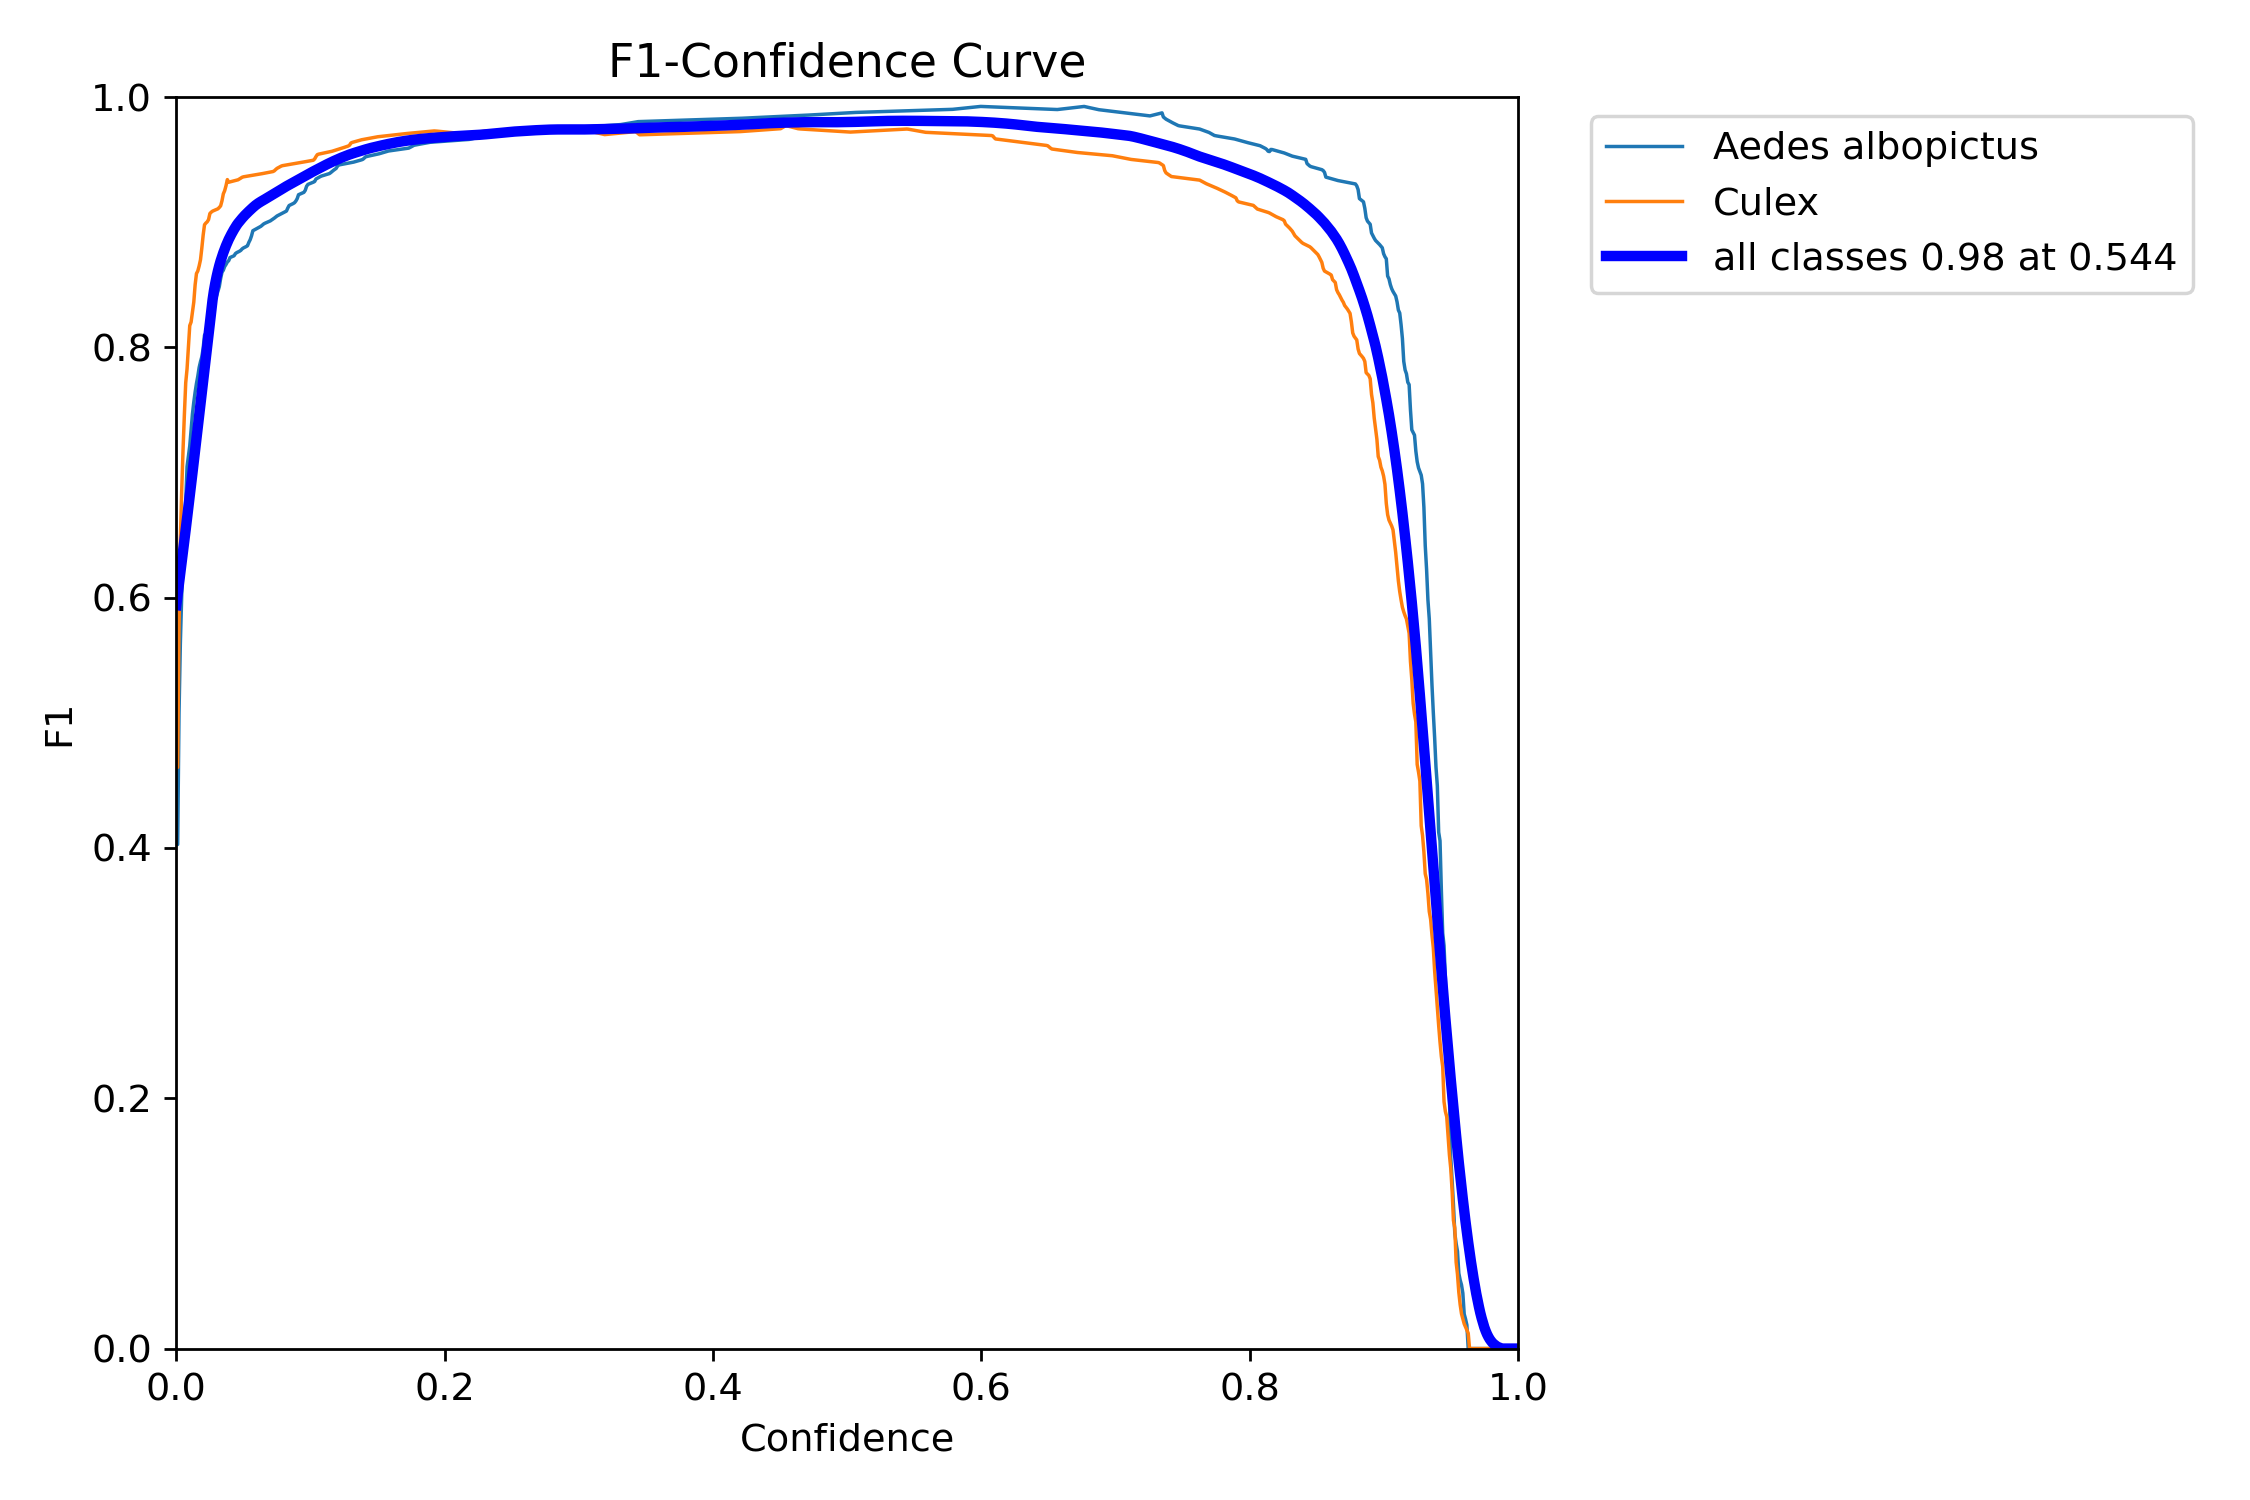 F1-Confidence Curve
1.0
0.8
0.6
0.4
0.2
0.0
F1
0.0 0.2 0.4 0.6 0.8 1.0
Confidence
Aedes albopictus
Culex
all classes 0.98 at 0.544